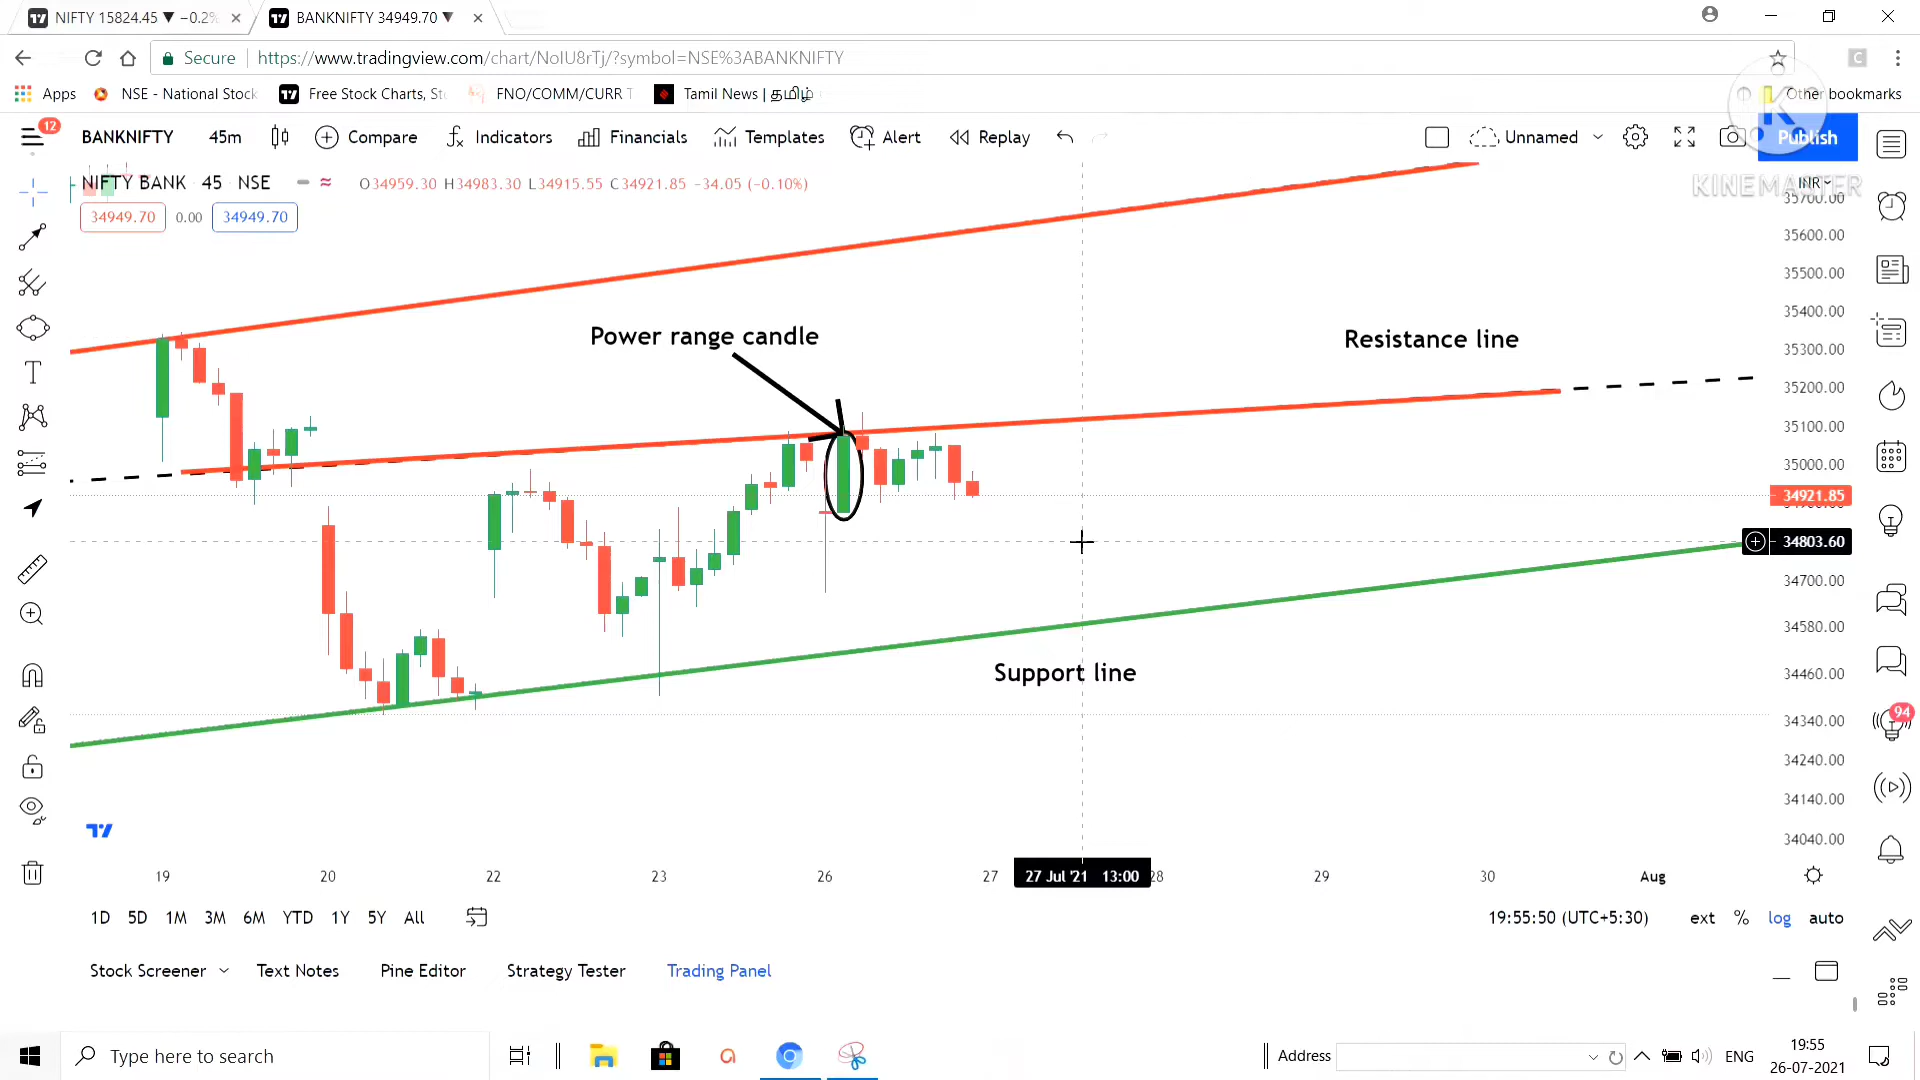 NIFTY 15824.45 ▼ −0.2%
BANKNIFTY 34949.70 ▼
Secure
https://www.tradingview.com/chart/NoIU8rTj/?symbol=NSE%3ABANKNIFTY
Apps NSE - National Stock Free Stock Charts, St FNO/COMM/CURR T Tamil News | தமிழ் Other bookmarks
12 BANKNIFTY 45m Compare Indicators Financials Templates Alert Replay Unnamed Publish
NIFTY BANK 45 NSE O34959.30 H34983.30 L34915.55 C34921.85 −34.05 (−0.10%)
INR
KINEMASTER
34949.70 0.00 34949.70
35700.00
35600.00
35500.00
35400.00
Power range candle
Resistance line
35300.00
35200.00
35100.00
35000.00
34921.85
34803.60
34700.00
34580.00
Support line
34460.00
94
34340.00
34240.00
34140.00
34040.00
19 20 22 23 26 27 27 Jul '21 13:00 28 29 30 Aug
1D 5D 1M 3M 6M YTD 1Y 5Y All 19:55:50 (UTC+5:30) ext % log auto
Stock Screener Text Notes Pine Editor Strategy Tester Trading Panel
Type here to search Address ENG 19:55
26-07-2021